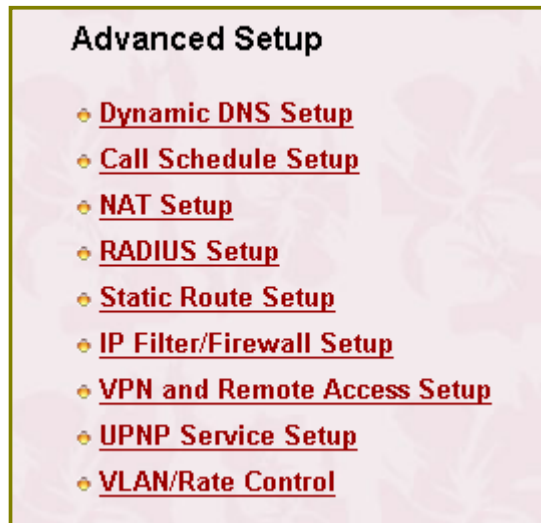 Advanced Setup
Dynamic DNS Setup
Call Schedule Setup
NAT Setup
RADIUS Setup
Static Route Setup
IP Filter/Firewall Setup
VPN and Remote Access Setup
UPNP Service Setup
VLAN/Rate Control